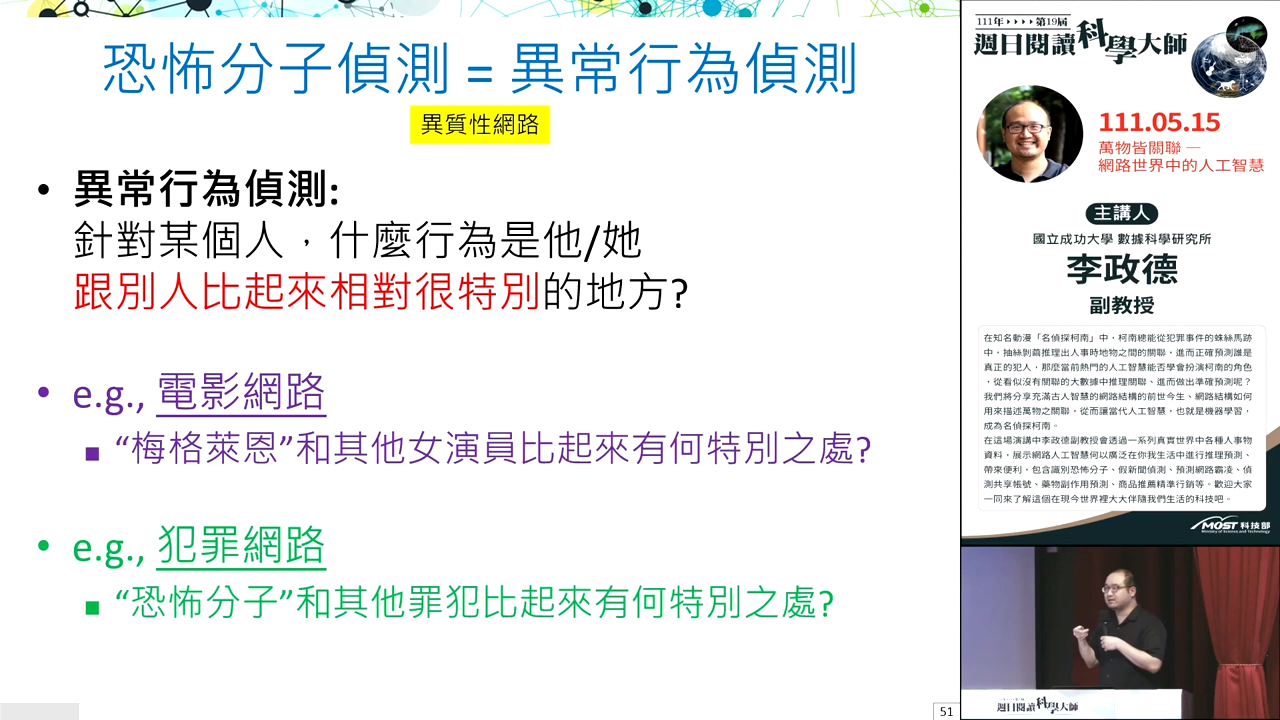 恐怖分子偵測 = 異常行為偵測
異質性網路
• 異常行為偵測:
針對某個人，什麼行為是他/她
跟別人比起來相對很特別的地方?
• e.g., 電影網路
▪ “梅格萊恩”和其他女演員比起來有何特別之處?
• e.g., 犯罪網路
▪ “恐怖分子”和其他罪犯比起來有何特別之處?
51
111年 第19屆
週日閱讀科學大師
111.05.15
萬物皆關聯 —
網路世界中的人工智慧
主講人
國立成功大學 數據科學研究所
李政德
副教授
在知名動漫「名偵探柯南」中，柯南總能從犯罪事件的蛛絲馬跡
中，抽絲剝繭推理出人事時地物之間的關聯，進而正確預測誰是
真正的犯人，那麼當前熱門的人工智慧能否學會扮演柯南的角色
，從看似沒有關聯的大數據中推理關聯、進而做出準確預測呢？
我們將分享充滿古人智慧的網路結構的前世今生、網路結構如何
用來描述萬物之關聯，從而讓當代人工智慧，也就是機器學習，
成為名偵探柯南。
在這場演講中李政德副教授會透過一系列真實世界中各種人事物
資料，展示網路人工智慧何以廣泛在你我生活中進行推理預測、
帶來便利，包含識別恐怖分子、假新聞偵測、預測網路霸凌、偵
測共享帳號、藥物副作用預測、商品推薦精準行銷等。歡迎大家
一同來了解這個在現今世界裡大大伴隨我們生活的科技吧。
MOST 科技部
Ministry of Science and Technology
週日閱讀科學大師